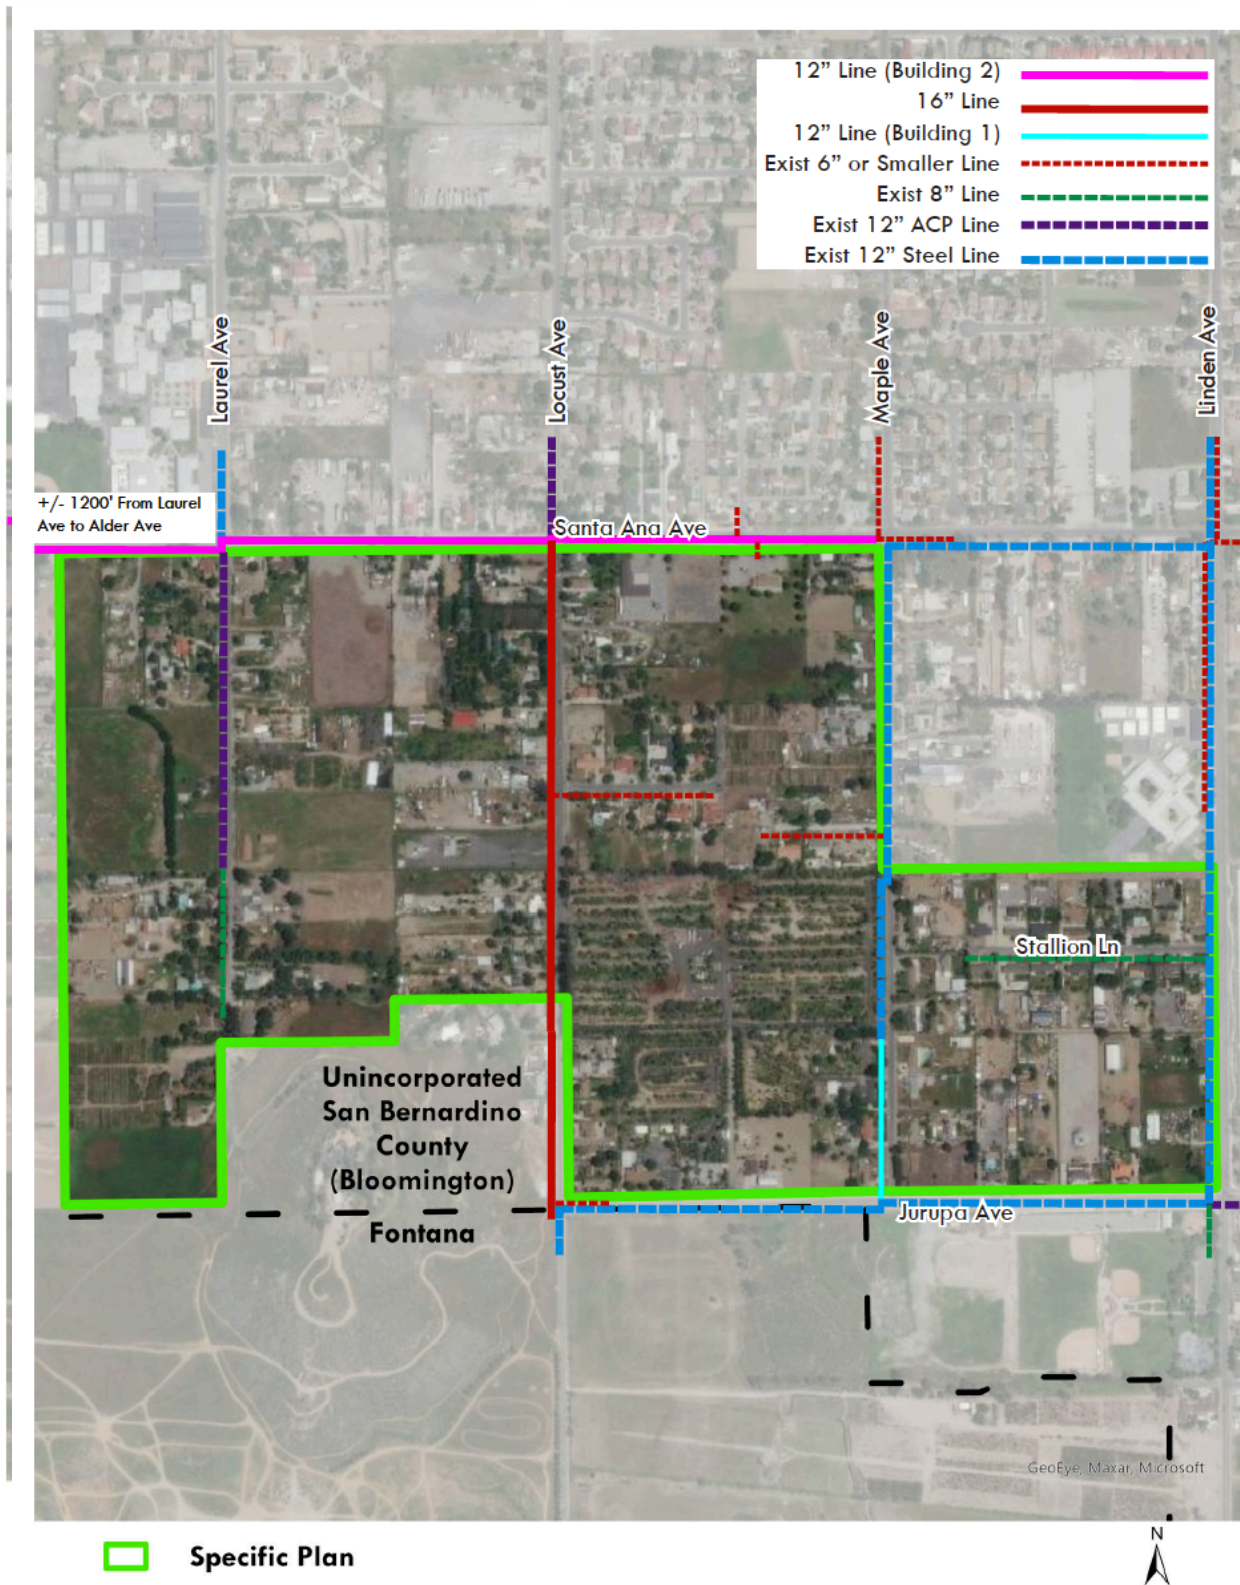 12” Line (Building 2)
16” Line
12” Line (Building 1)
Exist 6” or Smaller Line
Exist 8” Line
Exist 12” ACP Line
Exist 12” Steel Line
Laurel Ave
Locust Ave
Maple Ave
Linden Ave
+/- 1200' From Laurel
Ave to Alder Ave
Santa Ana Ave
Stallion Ln
Unincorporated
San Bernardino
County
(Bloomington)
Jurupa Ave
Fontana
GeoEye, Maxar, Microsoft
Specific Plan
N